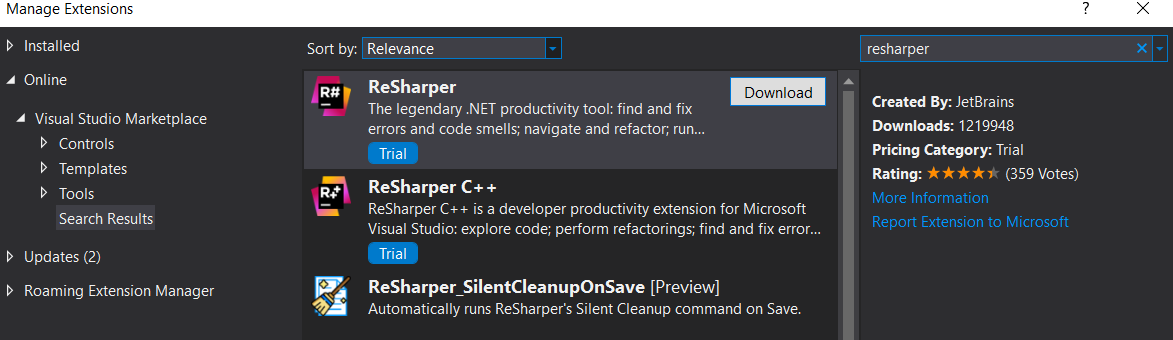 Manage Extensions
?
Installed
Online
Visual Studio Marketplace
Controls
Templates
Tools
Search Results
Updates (2)
Roaming Extension Manager
Sort by: Relevance
R#
ReSharper
Download
The legendary .NET productivity tool: find and fix
errors and code smells; navigate and refactor; run...
Trial
R++
ReSharper C++
ReSharper C++ is a developer productivity extension for Microsoft
Visual Studio: explore code; perform refactorings; find and fix error...
Trial
ReSharper_SilentCleanupOnSave [Preview]
Automatically runs ReSharper's Silent Cleanup command on Save.
resharper
Created By: JetBrains
Downloads: 1219948
Pricing Category: Trial
Rating: (359 Votes)
More Information
Report Extension to Microsoft